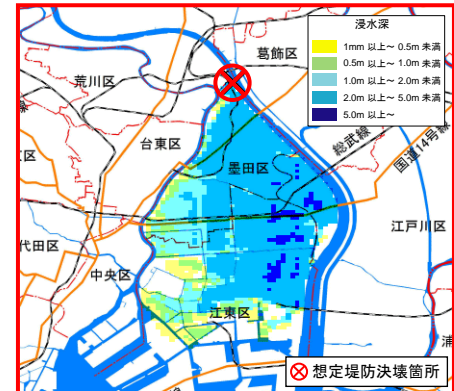 浸水深
1mm 以上～ 0.5m 未満
0.5m 以上～ 1.0m 未満
1.0m 以上～ 2.0m 未満
2.0m 以上～ 5.0m 未満
5.0m 以上～
葛飾区
荒川区
台東区
墨田区
総武線
国道14号線
江戸川区
代田区
中央区
江東区
浦
想定堤防決壊箇所